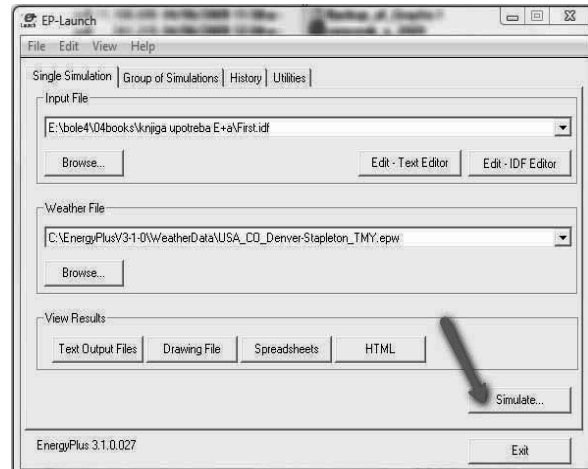 EP-Launch
File Edit View Help
Single Simulation Group of Simulations History Utilities
Input File
E:\bole4\04books\knjiga upotreba E+a\First.idf
Browse... Edit - Text Editor Edit - IDF Editor
Weather File
C:\EnergyPlusV3-1-0\WeatherData\USA_CO_Denver-Stapleton_TMY.epw
Browse...
View Results
Text Output Files Drawing File Spreadsheets HTML
Simulate...
EnergyPlus 3.1.0.027
Exit